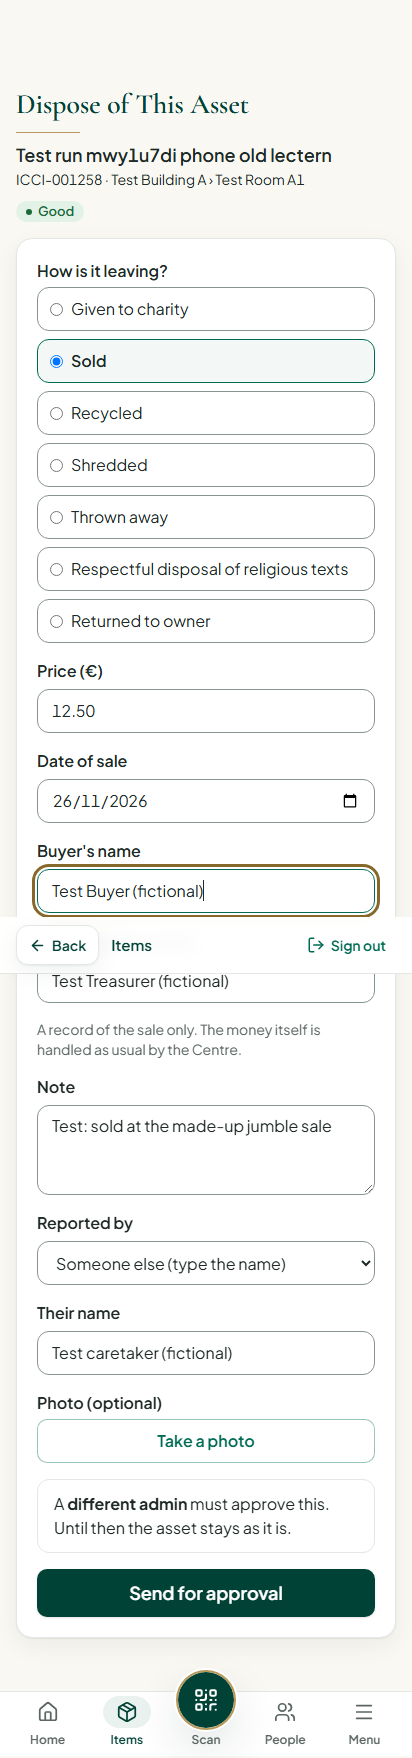 Dispose of This Asset
Test run mwy1u7di phone old lectern
ICCI-001258 · Test Building A › Test Room A1
Good
How is it leaving?
Given to charity
Sold
Recycled
Shredded
Thrown away
Respectful disposal of religious texts
Returned to owner
Price (€)
12.50
Date of sale
26/11/2026
Buyer's name
Test Buyer (fictional)
Back Items Sign out
Test Treasurer (fictional)
A record of the sale only. The money itself is
handled as usual by the Centre.
Note
Test: sold at the made-up jumble sale
Reported by
Someone else (type the name)
Their name
Test caretaker (fictional)
Photo (optional)
Take a photo
A different admin must approve this.
Until then the asset stays as it is.
Send for approval
Home Items Scan People Menu